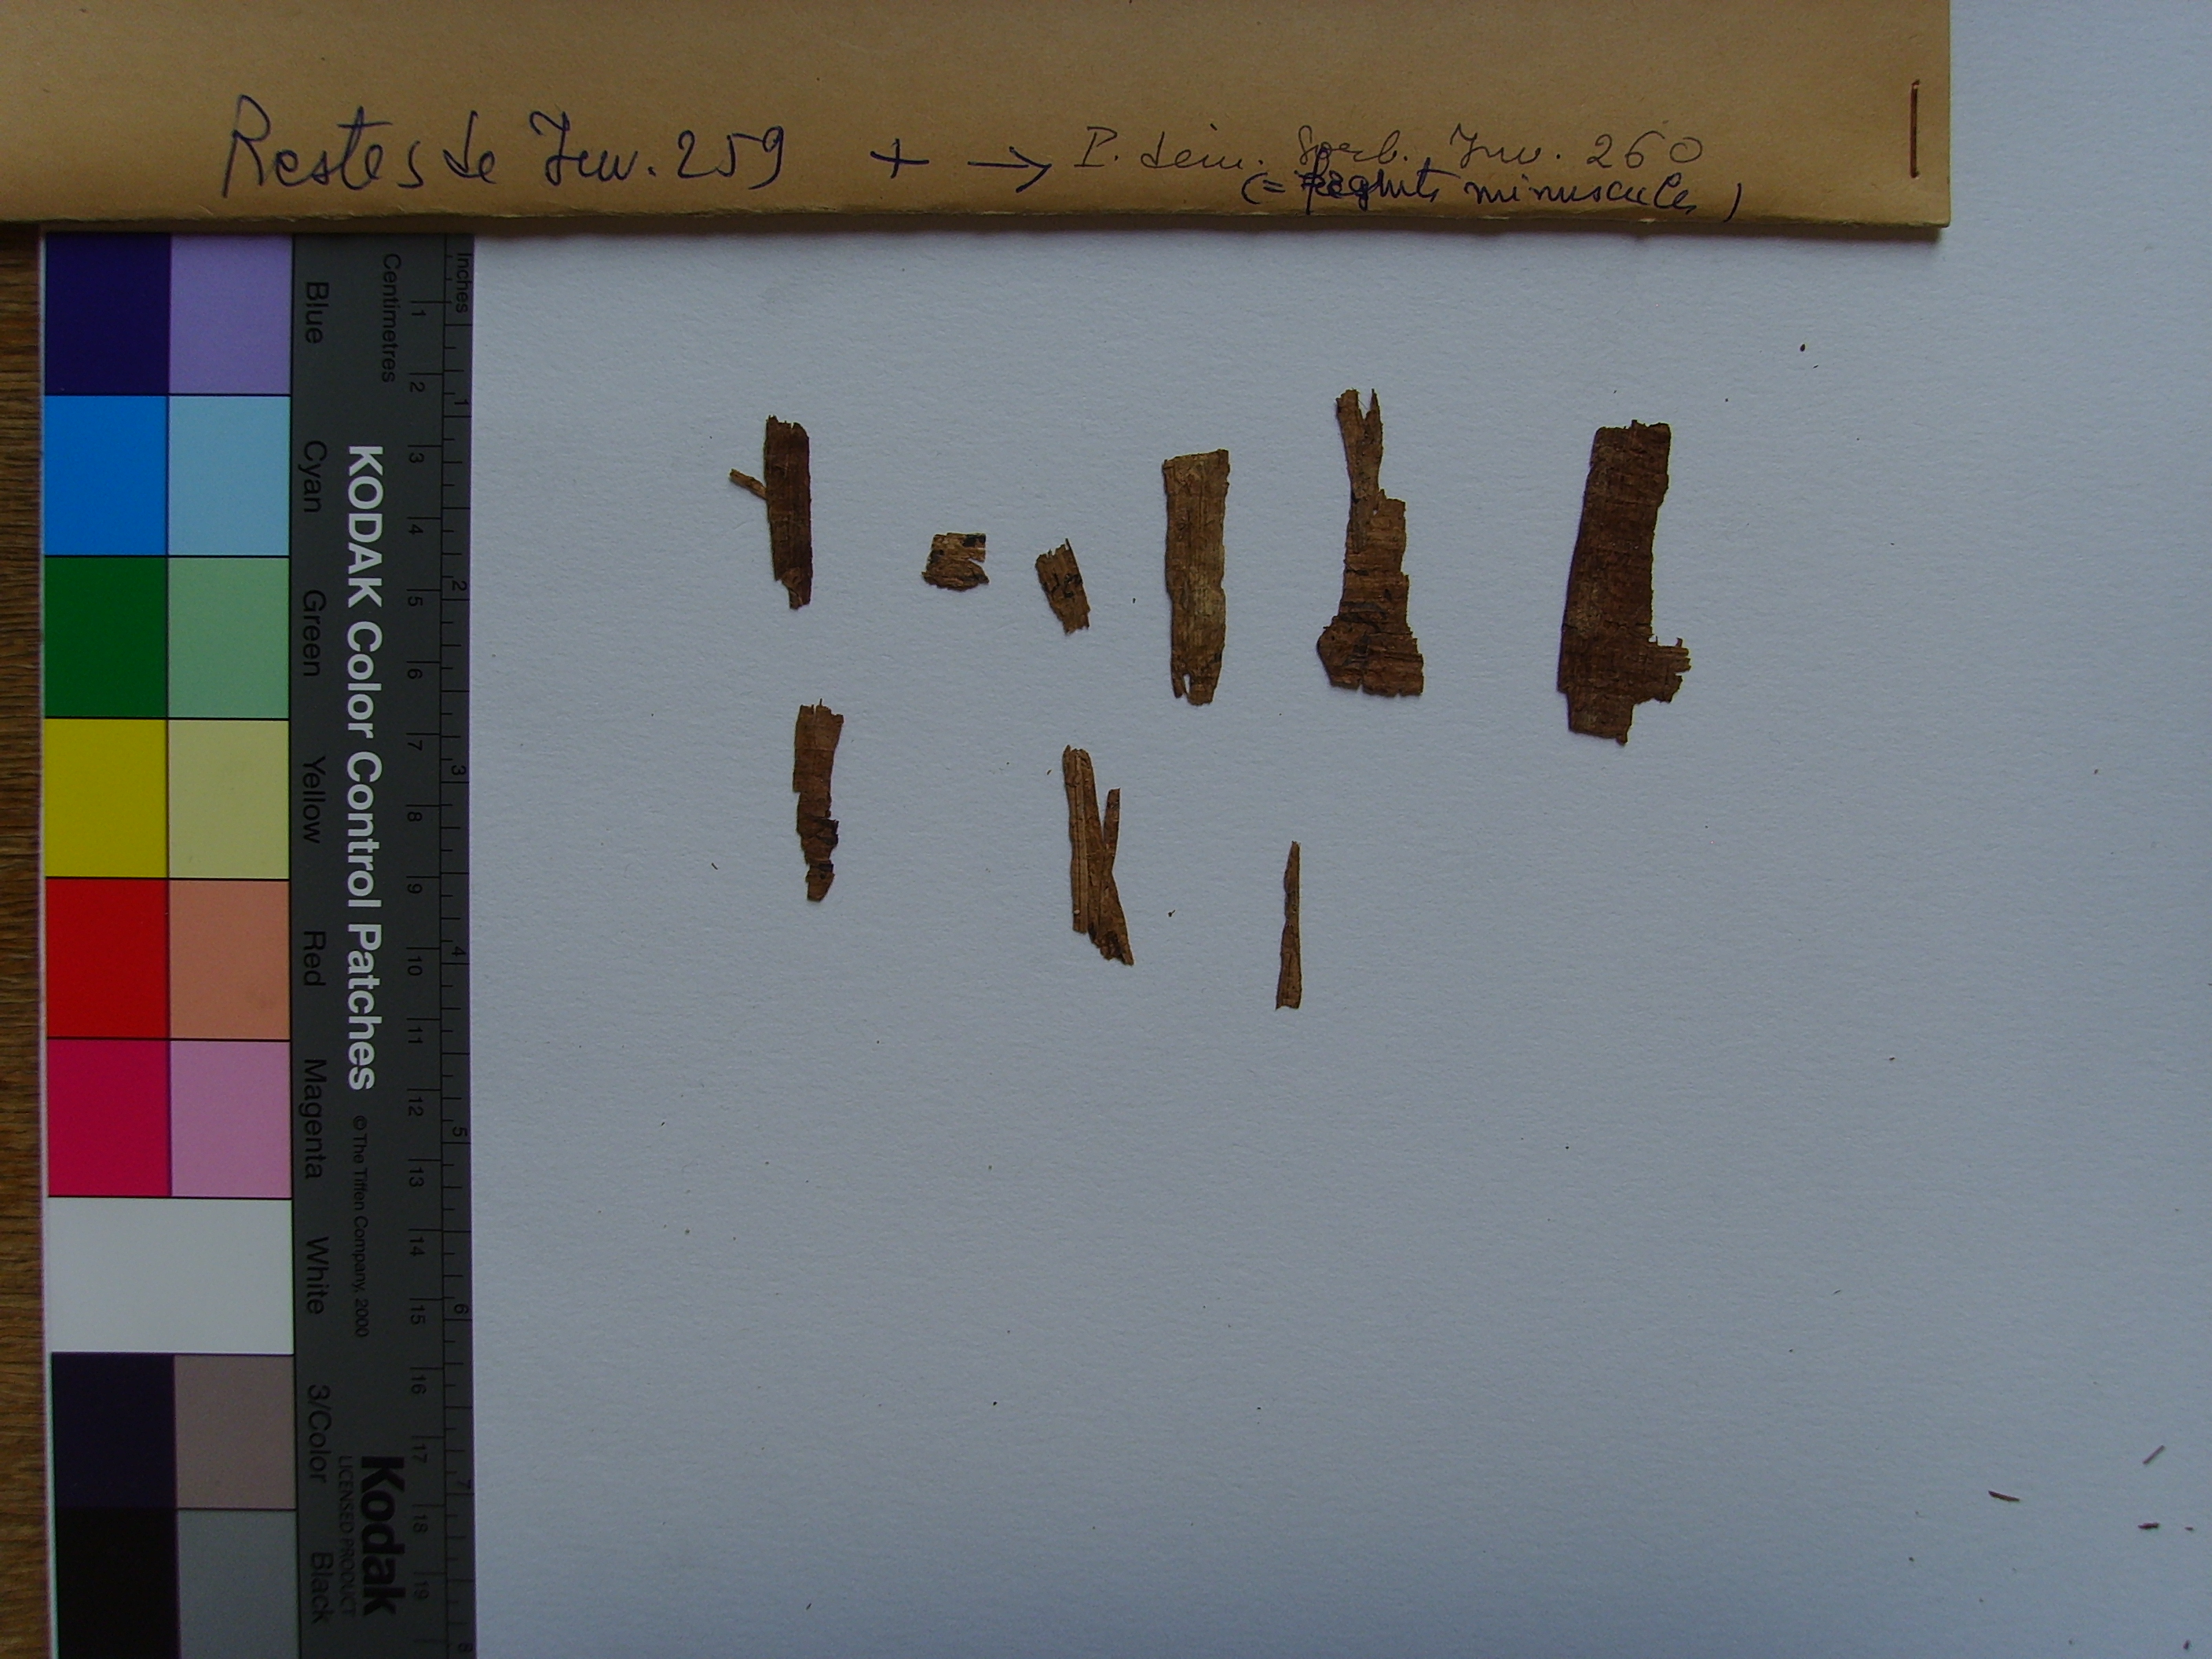 Restes de Inv. 259 + → P. dém. Sorb. Inv. 260
(= fragmts minuscules)
Inches
Centimetres
1 2 3 4 5 6 7 8 9 10 11 12 13 14 15 16 17 18 19
1 2 3 4 5 6 7 8
KODAK Color Control Patches © The Tiffen Company, 2000
Kodak
LICENSED PRODUCT
Blue Cyan Green Yellow Red Magenta White 3/Color Black